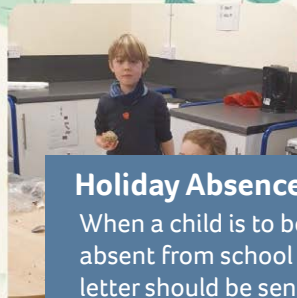 Holiday Absence
When a child is to be
absent from school
letter should be sen